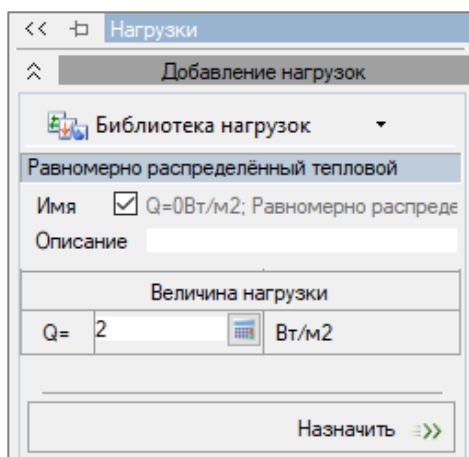 << Нагрузки
Добавление нагрузок
Библиотека нагрузок
Равномерно распределённый тепловой
Имя Q=0Вт/м2; Равномерно распреде
Описание
Величина нагрузки
Q= 2 Вт/м2
Назначить